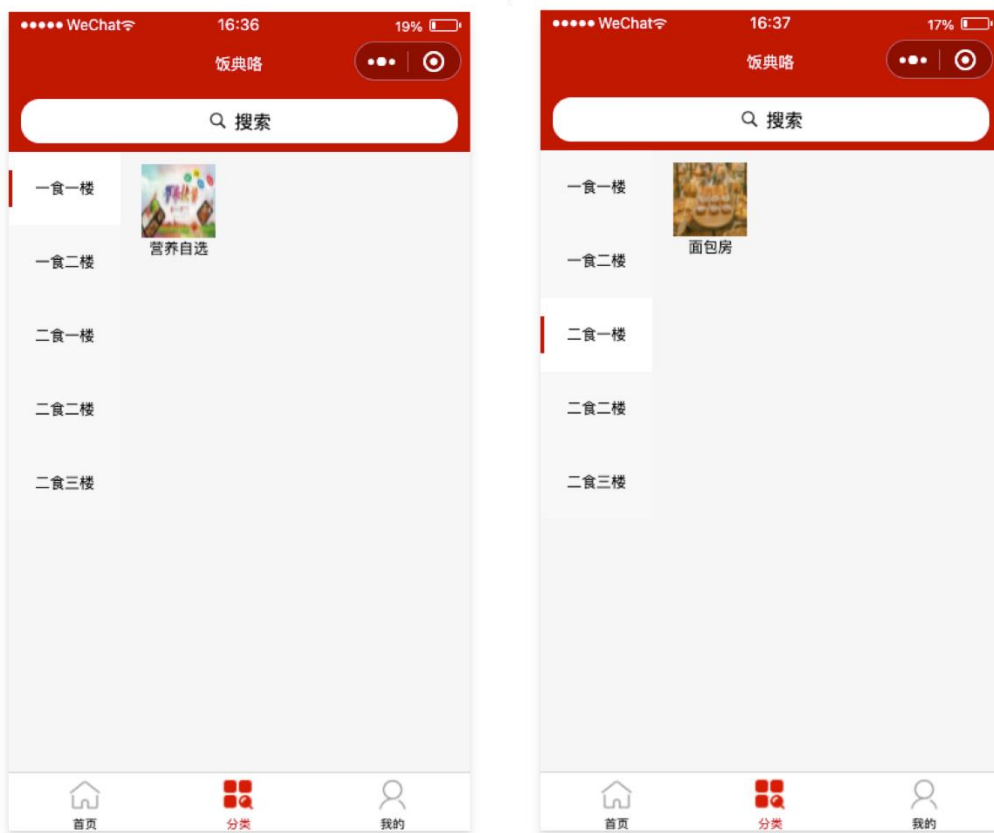 ●●●●● WeChat 16:36 19%
饭典咯
搜索
一食一楼
营养自选
一食二楼
二食一楼
二食二楼
二食三楼
首页 分类 我的
●●●●● WeChat 16:37 17%
饭典咯
搜索
一食一楼
面包房
一食二楼
二食一楼
二食二楼
二食三楼
首页 分类 我的